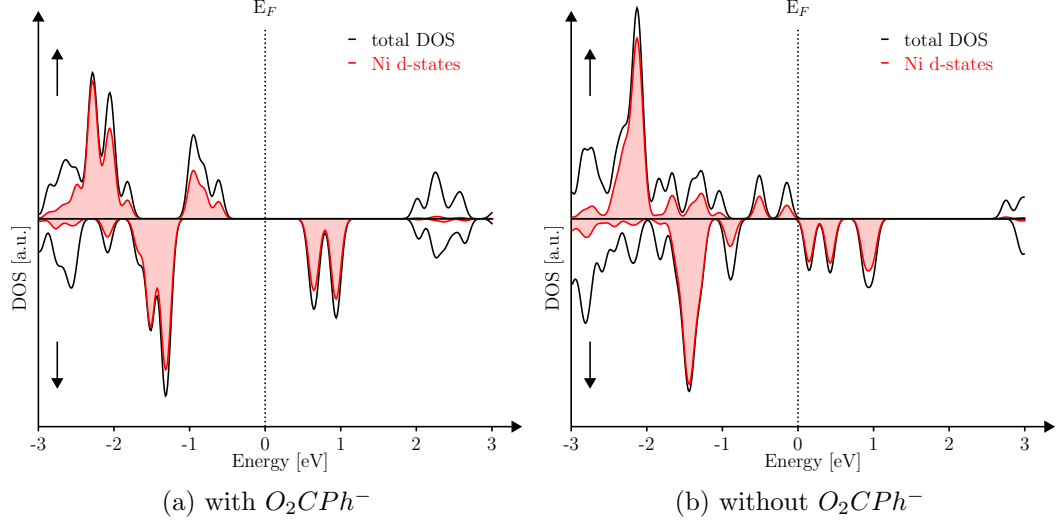 E_F
total DOS
Ni d-states
DOS [a.u.]
-3 -2 -1 0 1 2 3
Energy [eV]
(a) with O_2CPh^-
E_F
total DOS
Ni d-states
DOS [a.u.]
-3 -2 -1 0 1 2 3
Energy [eV]
(b) without O_2CPh^-